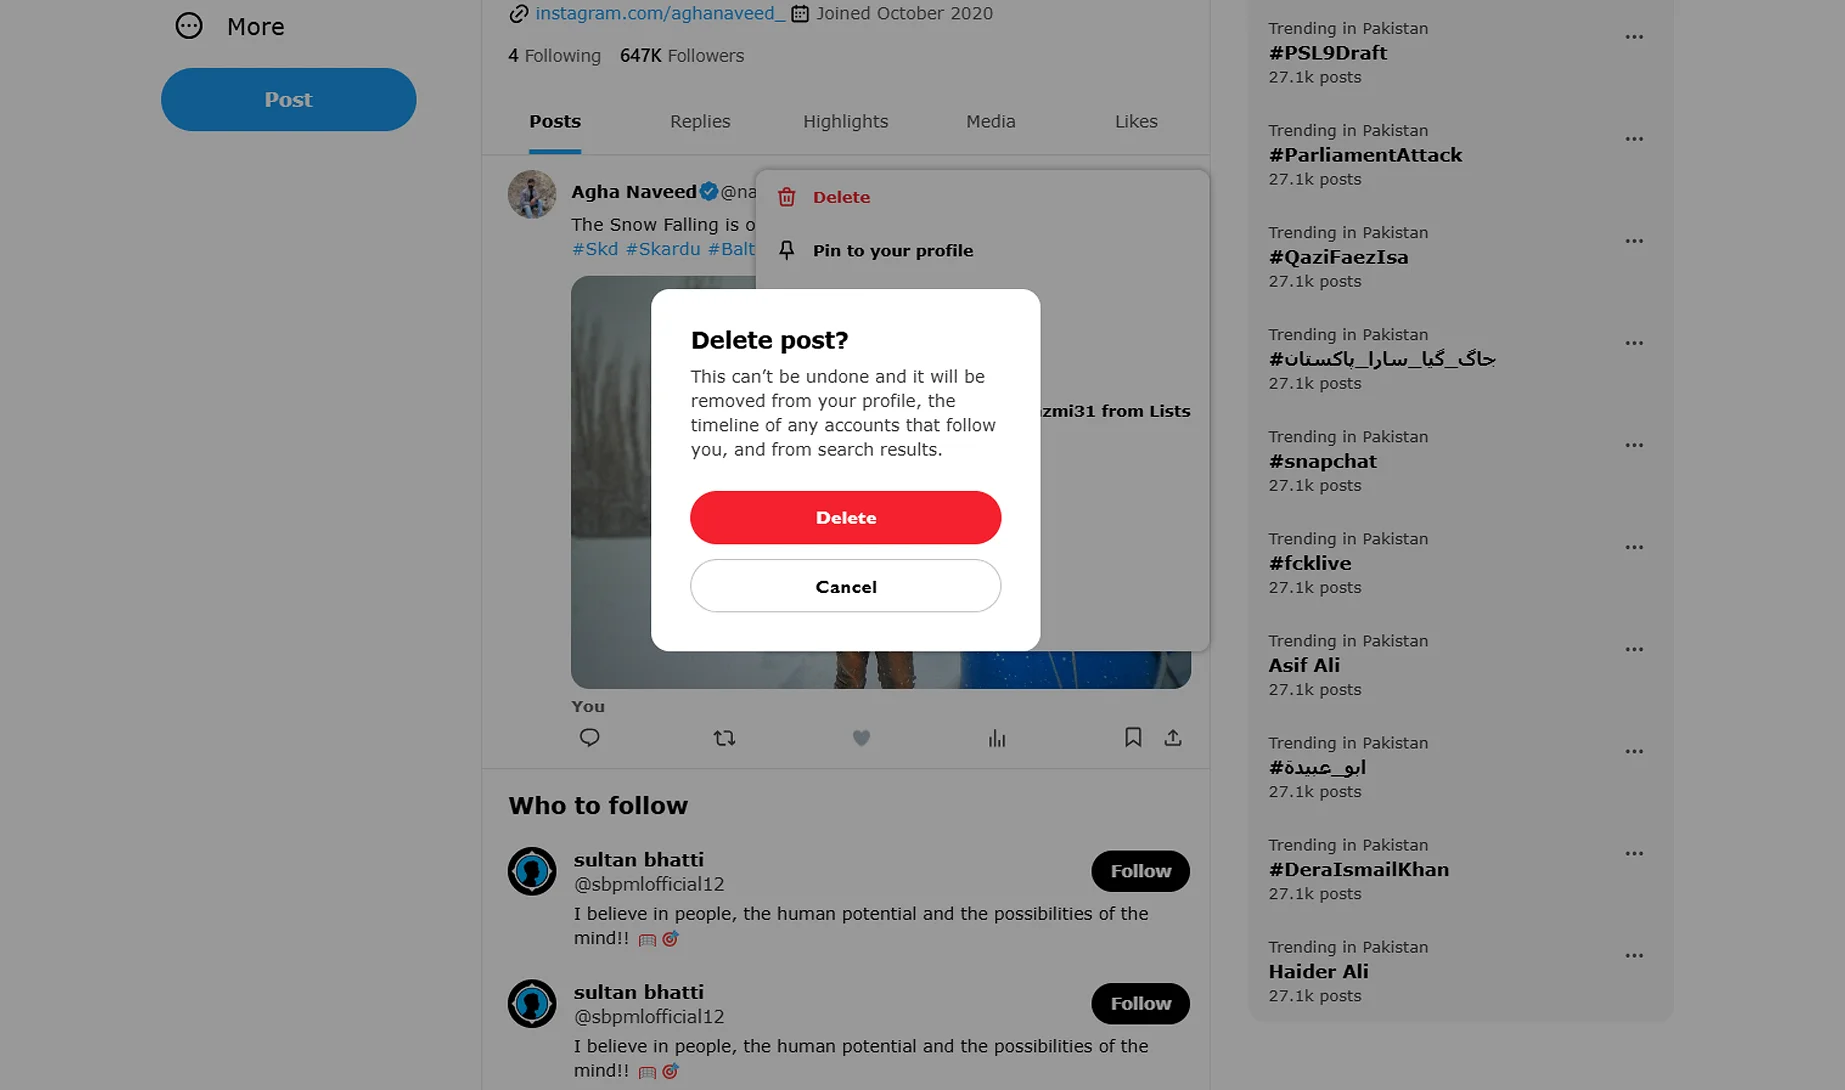 More
Post
instagram.com/aghanaveed_ Joined October 2020
4 Following 647K Followers
Posts Replies Highlights Media Likes
Agha Naveed @na
The Snow Falling is o
#Skd #Skardu #Balt
Delete
Pin to your profile
azmi31 from Lists
Delete post?
This can’t be undone and it will be
removed from your profile, the
timeline of any accounts that follow
you, and from search results.
Delete
Cancel
You
Who to follow
sultan bhatti
@sbpmlofficial12
Follow
I believe in people, the human potential and the possibilities of the
mind!! 🥅🎯
sultan bhatti
@sbpmlofficial12
Follow
I believe in people, the human potential and the possibilities of the
mind!! 🥅🎯
Trending in Pakistan
#PSL9Draft
27.1k posts
Trending in Pakistan
#ParliamentAttack
27.1k posts
Trending in Pakistan
#QaziFaezIsa
27.1k posts
Trending in Pakistan
#جاگ_گیا_سارا_پاکستان
27.1k posts
Trending in Pakistan
#snapchat
27.1k posts
Trending in Pakistan
#fcklive
27.1k posts
Trending in Pakistan
Asif Ali
27.1k posts
Trending in Pakistan
#ابو_عبيدة
27.1k posts
Trending in Pakistan
#DeraIsmailKhan
27.1k posts
Trending in Pakistan
Haider Ali
27.1k posts